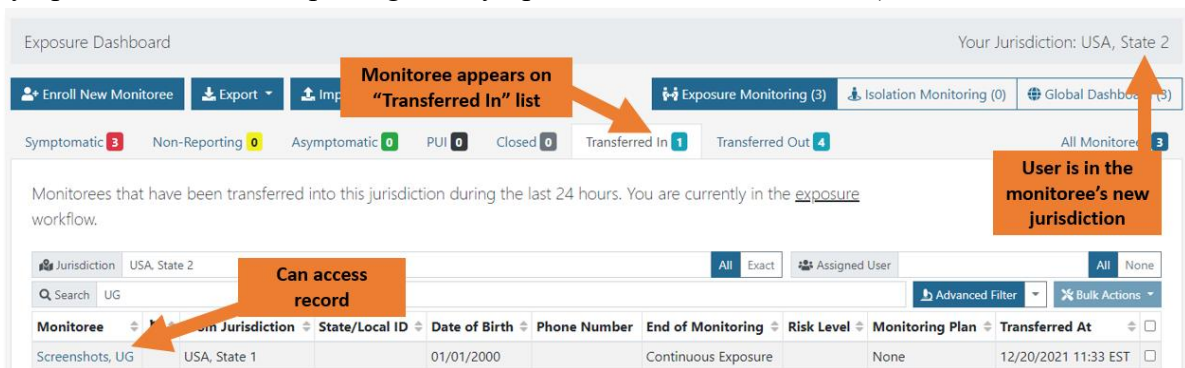 Exposure Dashboard
Your Jurisdiction: USA, State 2
Monitoree appears on
"Transferred In" list
Enroll New Monitoree
Export
Exposure Monitoring (3)
Isolation Monitoring (0)
Global Dashbo
3)
Symptomatic 3
Non-Reporting 0
Asymptomatic 0
PUI 0
Closed 0
Transferred In 1
Transferred Out 4
All Monitore
3
User is in the
monitoree's new
jurisdiction
Monitorees that have been transferred into this jurisdiction during the last 24 hours. You are currently in the exposure
workflow.
Jurisdiction USA, State 2
All Exact
Assigned User
All None
Can access
record
Search UG
Advanced Filter
Bulk Actions
Monitoree
Jurisdiction State/Local ID Date of Birth Phone Number End of Monitoring Risk Level Monitoring Plan Transferred At
Screenshots, UG USA, State 1 01/01/2000 Continuous Exposure None 12/20/2021 11:33 EST